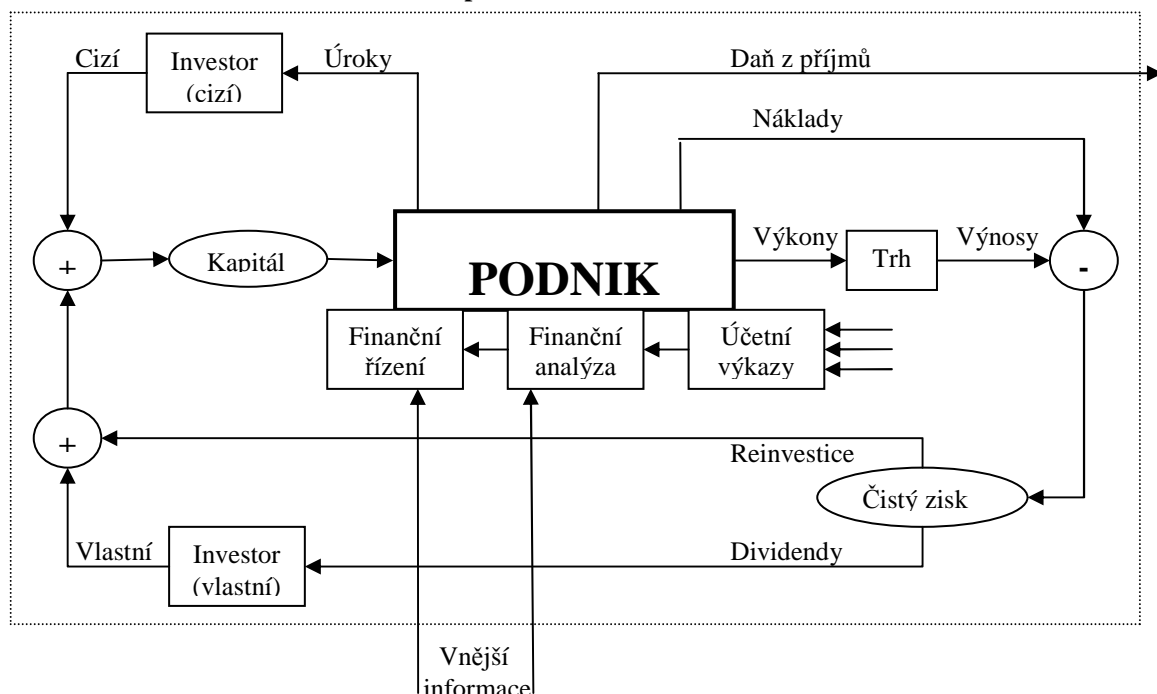 Cizí
Investor
(cizí)
Úroky
Daň z příjmů
Náklady
+
Kapitál
PODNIK
Výkony
Trh
Výnosy
-
Finanční
řízení
Finanční
analýza
Účetní
výkazy
+
Reinvestice
Čistý zisk
Vlastní
Investor
(vlastní)
Dividendy
Vnější
informace